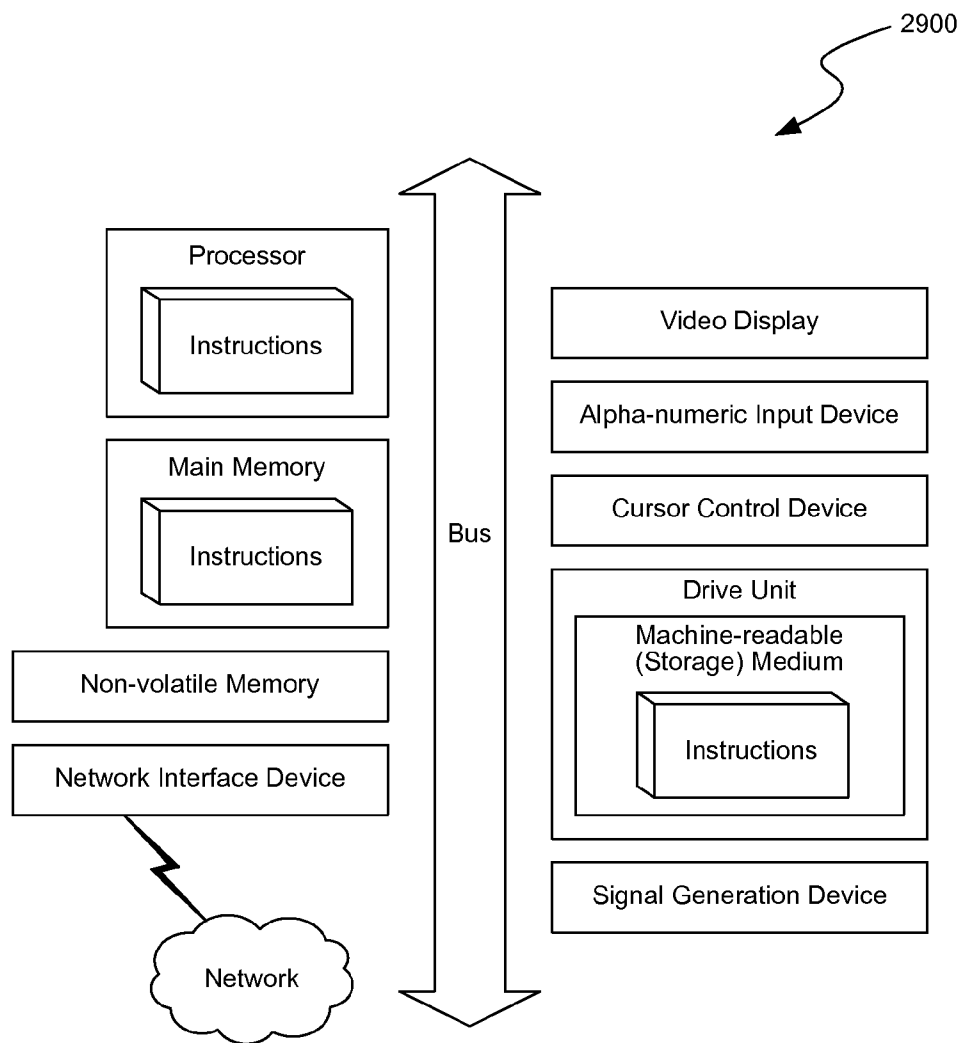 2900
Processor
Instructions
Main Memory
Instructions
Non-volatile Memory
Network Interface Device
Network
Bus
Video Display
Alpha-numeric Input Device
Cursor Control Device
Drive Unit
Machine-readable
(Storage) Medium
Instructions
Signal Generation Device